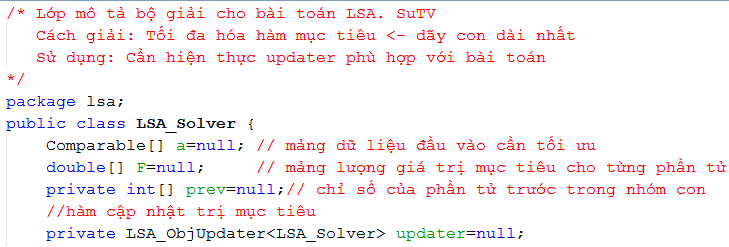 /* Lớp mô tả bộ giải cho bài toán LSA. SuTV
Cách giải: Tối đa hóa hàm mục tiêu <- dãy con dài nhất
Sử dụng: Cần hiện thực updater phù hợp với bài toán
*/
package lsa;
public class LSA_Solver {
Comparable[] a=null; // mảng dữ liệu đầu vào cần tối ưu
double[] F=null; // mảng lượng giá trị mục tiêu cho từng phần tử
private int[] prev=null;// chỉ số của phần tử trước trong nhóm con
//hàm cập nhật trị mục tiêu
private LSA_ObjUpdater<LSA_Solver> updater=null;